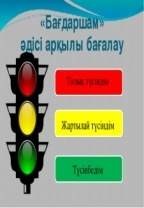 «Бағдаршам»
әдісі арқылы бағалау
Толық түсіндім
Жартылай түсіндім
Түсінбедім